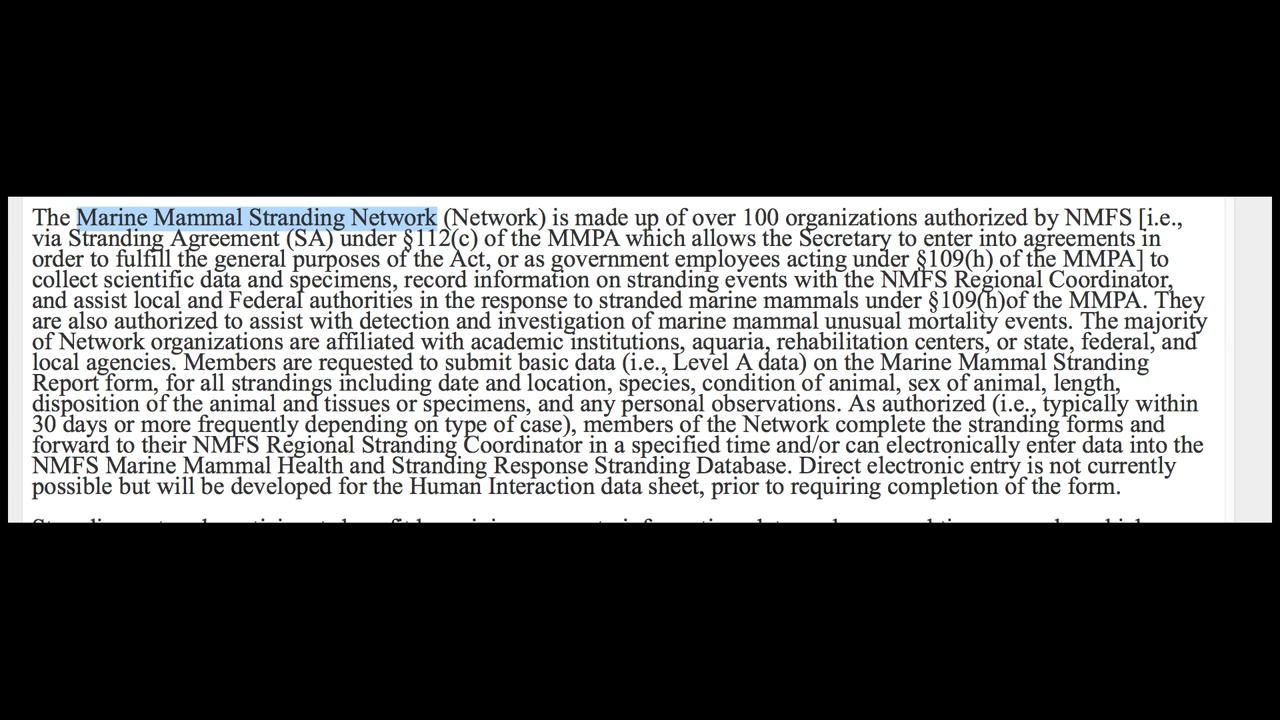 The Marine Mammal Stranding Network (Network) is made up of over 100 organizations authorized by NMFS [i.e.,
via Stranding Agreement (SA) under §112(c) of the MMPA which allows the Secretary to enter into agreements in
order to fulfill the general purposes of the Act, or as government employees acting under §109(h) of the MMPA] to
collect scientific data and specimens, record information on stranding events with the NMFS Regional Coordinator,
and assist local and Federal authorities in the response to stranded marine mammals under §109(h)of the MMPA. They
are also authorized to assist with detection and investigation of marine mammal unusual mortality events. The majority
of Network organizations are affiliated with academic institutions, aquaria, rehabilitation centers, or state, federal, and
local agencies. Members are requested to submit basic data (i.e., Level A data) on the Marine Mammal Stranding
Report form, for all strandings including date and location, species, condition of animal, sex of animal, length,
disposition of the animal and tissues or specimens, and any personal observations. As authorized (i.e., typically within
30 days or more frequently depending on type of case), members of the Network complete the stranding forms and
forward to their NMFS Regional Stranding Coordinator in a specified time and/or can electronically enter data into the
NMFS Marine Mammal Health and Stranding Response Stranding Database. Direct electronic entry is not currently
possible but will be developed for the Human Interaction data sheet, prior to requiring completion of the form.